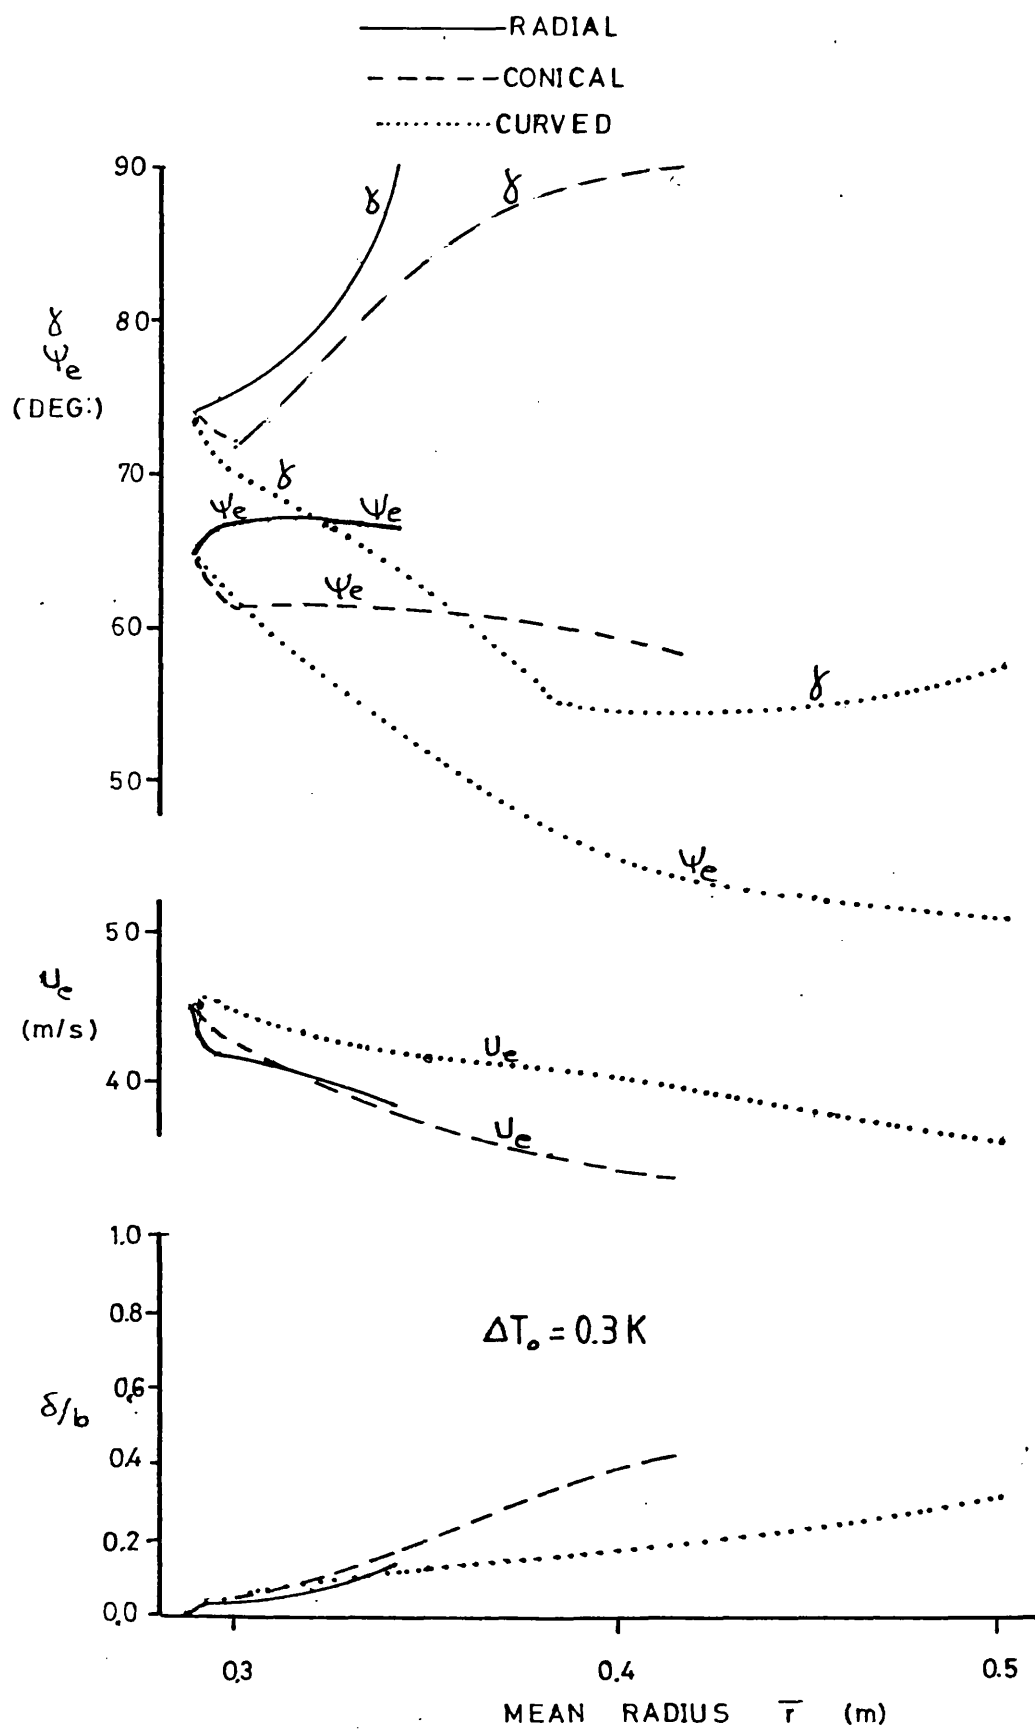 RADIAL
CONICAL
CURVED
90
γ
γ
80
γ
ψe
(DEG.)
70
γ
ψe
ψe
ψe
60
γ
50
ψe
50
Ue
(m/s)
Ue
40
Ue
1.0
0.8
ΔT₀ = 0.3 K
0.6
δ/b
0.4
0.2
0.0
0.3 0.4 0.5
MEAN RADIUS r̄ (m)